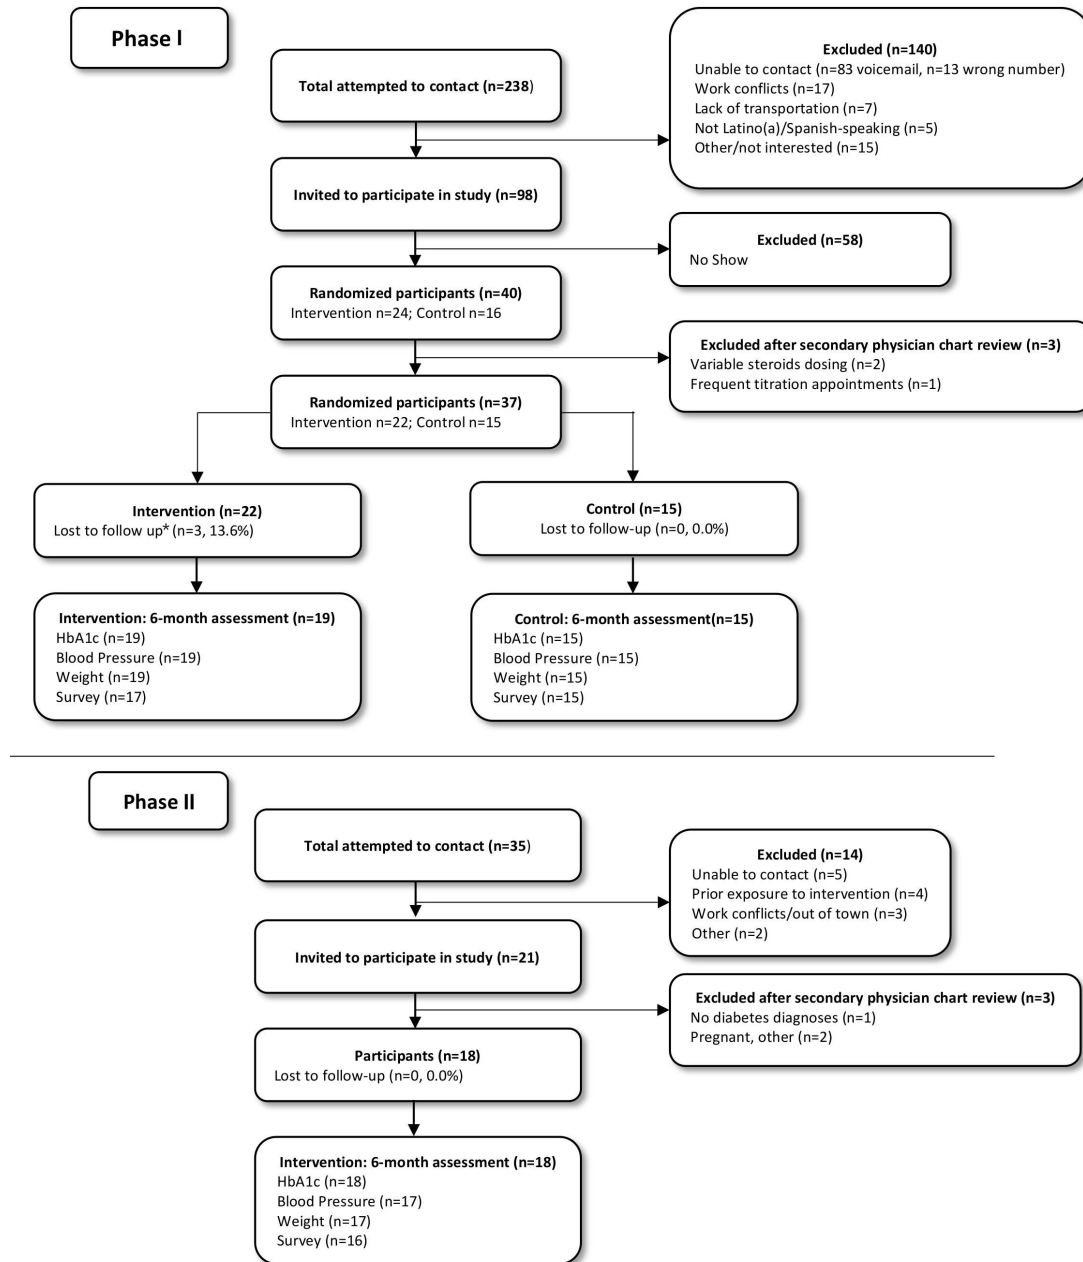 Phase I
Total attempted to contact (n=238)
Excluded (n=140)
Unable to contact (n=83 voicemail, n=13 wrong number)
Work conflicts (n=17)
Lack of transportation (n=7)
Not Latino(a)/Spanish-speaking (n=5)
Other/not interested (n=15)
Invited to participate in study (n=98)
Excluded (n=58)
No Show
Randomized participants (n=40)
Intervention n=24; Control n=16
Excluded after secondary physician chart review (n=3)
Variable steroids dosing (n=2)
Frequent titration appointments (n=1)
Randomized participants (n=37)
Intervention n=22; Control n=15
Intervention (n=22)
Lost to follow up* (n=3, 13.6%)
Control (n=15)
Lost to follow-up (n=0, 0.0%)
Intervention: 6-month assessment (n=19)
HbA1c (n=19)
Blood Pressure (n=19)
Weight (n=19)
Survey (n=17)
Control: 6-month assessment(n=15)
HbA1c (n=15)
Blood Pressure (n=15)
Weight (n=15)
Survey (n=15)
Phase II
Total attempted to contact (n=35)
Excluded (n=14)
Unable to contact (n=5)
Prior exposure to intervention (n=4)
Work conflicts/out of town (n=3)
Other (n=2)
Invited to participate in study (n=21)
Excluded after secondary physician chart review (n=3)
No diabetes diagnoses (n=1)
Pregnant, other (n=2)
Participants (n=18)
Lost to follow-up (n=0, 0.0%)
Intervention: 6-month assessment (n=18)
HbA1c (n=18)
Blood Pressure (n=17)
Weight (n=17)
Survey (n=16)